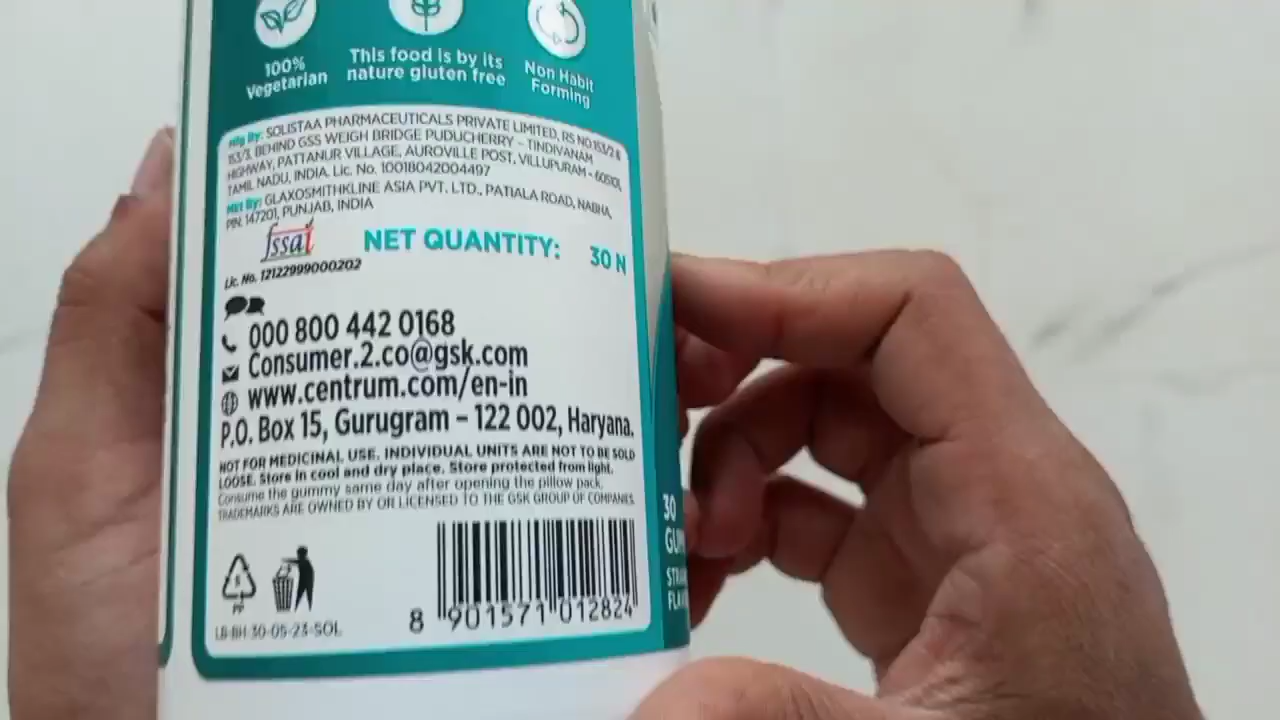 100%
Vegetarian
This food is by its
nature gluten free
Non Habit
Forming
Mfg By: SOLISTAA PHARMACEUTICALS PRIVATE LIMITED, RS NO.153/2 &
153/3, BEHIND GSS WEIGH BRIDGE PUDUCHERRY - TINDIVANAM
HIGHWAY, PATTANUR VILLAGE, AUROVILLE POST, VILLUPURAM - 605101,
TAMIL NADU, INDIA. Lic. No. 10018042004497
Mkt By: GLAXOSMITHKLINE ASIA PVT. LTD., PATIALA ROAD, NABHA,
PIN. 147201, PUNJAB, INDIA
fssai
Lic. No. 12122999000202
NET QUANTITY: 30 N
000 800 442 0168
Consumer.2.co@gsk.com
www.centrum.com/en-in
P.O. Box 15, Gurugram – 122 002, Haryana.
NOT FOR MEDICINAL USE, INDIVIDUAL UNITS ARE NOT TO BE SOLD
LOOSE. Store in cool and dry place. Store protected from light.
Consume the gummy same day after opening the pillow pack.
TRADEMARKS ARE OWNED BY OR LICENSED TO THE GSK GROUP OF COMPANIES.
5
PP
LB-BH-30-05-23-SOL
8 901571 012824
30